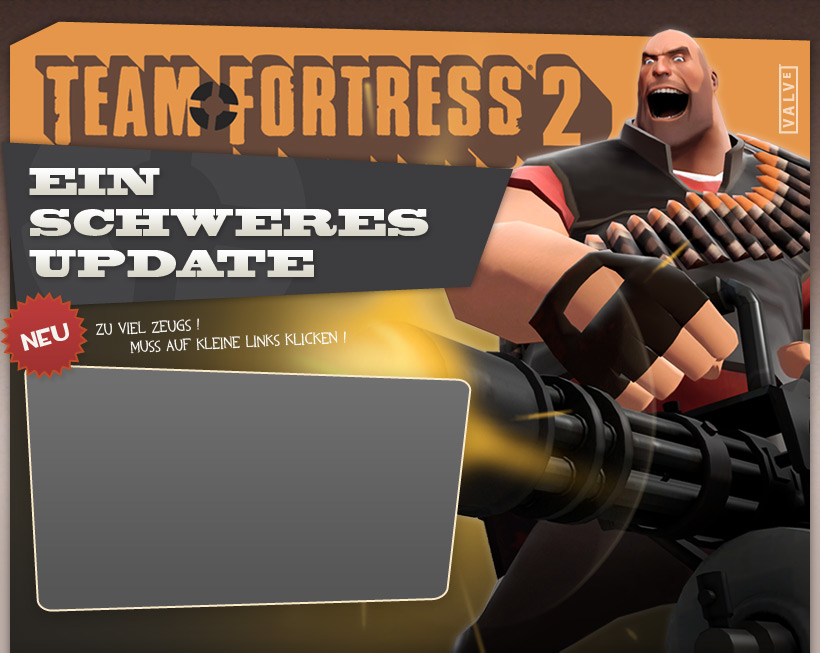 TEAM FORTRESS 2
VALVE
EIN
SCHWERES
UPDATE
NEU
ZU VIEL ZEUGS !
MUSS AUF KLEINE LINKS KLICKEN !